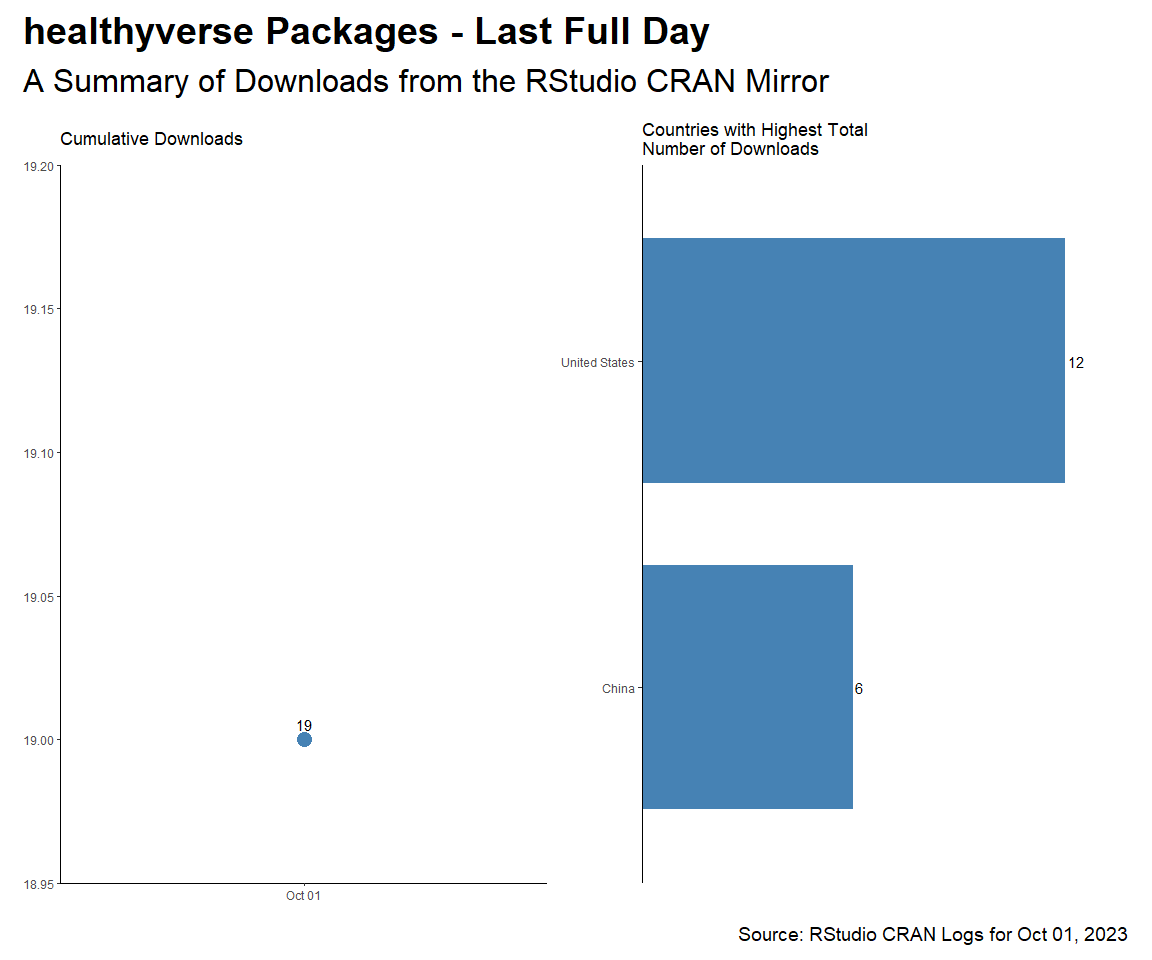 healthyverse Packages - Last Full Day
A Summary of Downloads from the RStudio CRAN Mirror
Cumulative Downloads
19.20
19.15
19.10
19.05
19.00
18.95
19
Oct 01
Countries with Highest Total
Number of Downloads
United States
12
China
6
Source: RStudio CRAN Logs for Oct 01, 2023